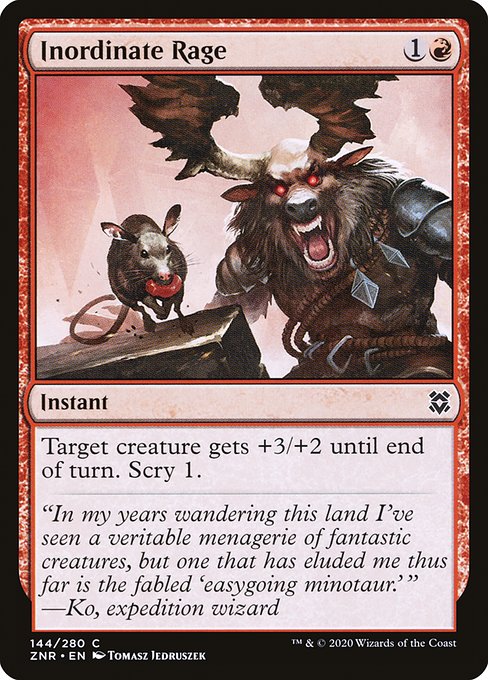 Inordinate Rage 1
Instant
Target creature gets +3/+2 until end
of turn. Scry 1.
“In my years wandering this land I’ve
seen a veritable menagerie of fantastic
creatures, but one that has eluded me thus
far is the fabled ‘easygoing minotaur.’ ”
—Ko, expedition wizard
144/280 C
ZNR • EN Tomasz Jedruszek
™ & © 2020 Wizards of the Coast